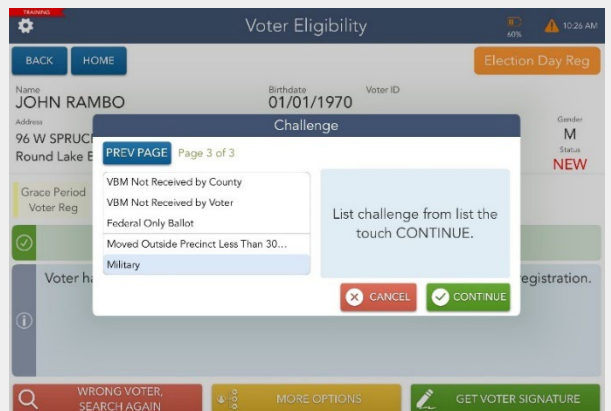 TRAINING
Voter Eligibility
60%
10:26 AM
BACK
HOME
Election Day Reg
Name
JOHN RAMBO
Birthdate
01/01/1970
Voter ID
Address
96 W SPRUC
Round Lake
Gender
M
Status
NEW
Grace Period
Voter Reg
Challenge
PREV PAGE
Page 3 of 3
VBM Not Received by County
VBM Not Received by Voter
Federal Only Ballot
Moved Outside Precinct Less Than 30...
Military
List challenge from list the
touch CONTINUE.
CANCEL
CONTINUE
Voter ha
registration.
WRONG VOTER,
SEARCH AGAIN
MORE OPTIONS
GET VOTER SIGNATURE